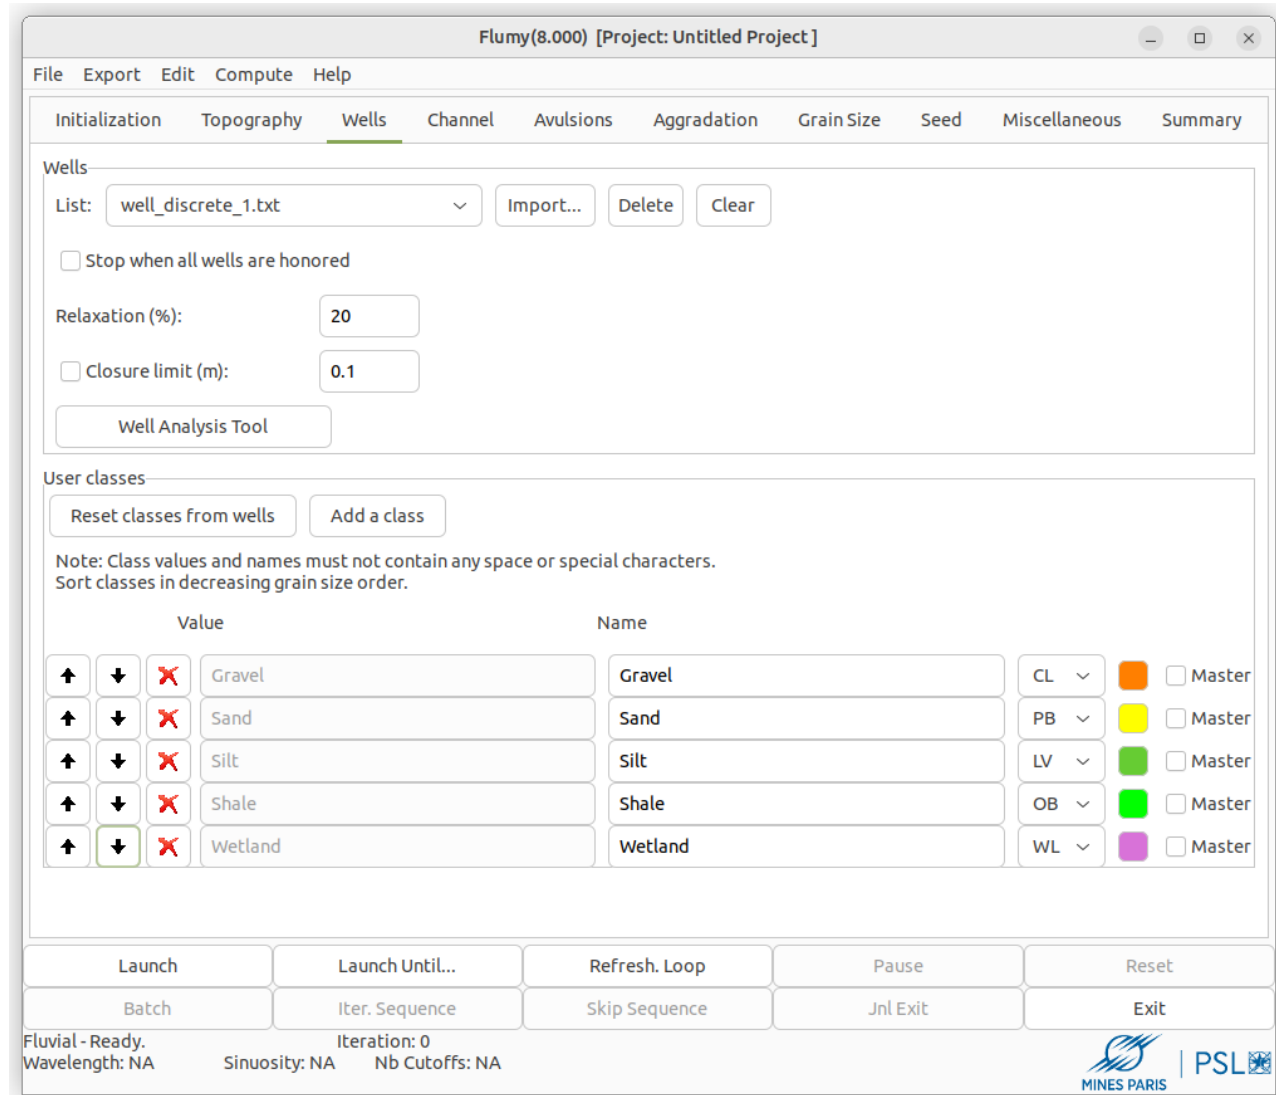 Flumy(8.000) [Project: Untitled Project ]
File Export Edit Compute Help
Initialization Topography Wells Channel Avulsions Aggradation Grain Size Seed Miscellaneous Summary
Wells
List: well_discrete_1.txt Import... Delete Clear
Stop when all wells are honored
Relaxation (%): 20
Closure limit (m): 0.1
Well Analysis Tool
User classes
Reset classes from wells Add a class
Note: Class values and names must not contain any space or special characters.
Sort classes in decreasing grain size order.
Value Name
Gravel Gravel CL Master
Sand Sand PB Master
Silt Silt LV Master
Shale Shale OB Master
Wetland Wetland WL Master
Launch Launch Until... Refresh. Loop Pause Reset
Batch Iter. Sequence Skip Sequence Jnl Exit Exit
Fluvial - Ready. Iteration: 0
Wavelength: NA Sinuosity: NA Nb Cutoffs: NA
MINES PARIS | PSL